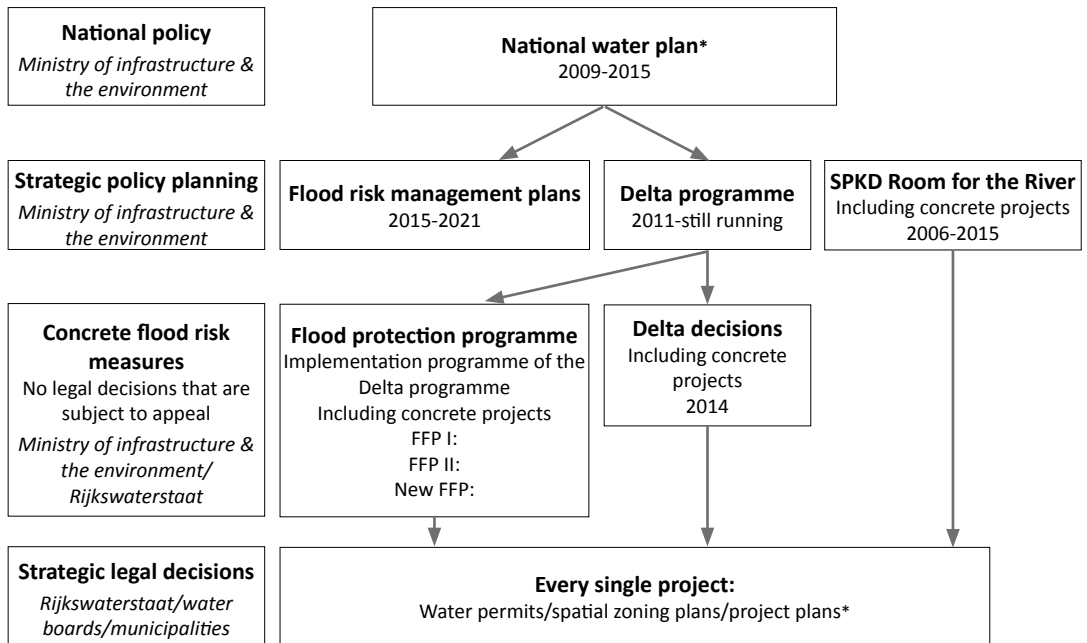 National policy
Ministry of infrastructure &
the environment
National water plan*
2009-2015
Strategic policy planning
Ministry of infrastructure &
the environment
Flood risk management plans
2015-2021
Delta programme
2011-still running
SPKD Room for the River
Including concrete projects
2006-2015
Concrete flood risk
measures
No legal decisions that are
subject to appeal
Ministry of infrastructure &
the environment/
Rijkswaterstaat
Flood protection programme
Implementation programme of the
Delta programme
Including concrete projects
FFP I:
FFP II:
New FFP:
Delta decisions
Including concrete
projects
2014
Strategic legal decisions
Rijkswaterstaat/water
boards/municipalities
Every single project:
Water permits/spatial zoning plans/project plans*